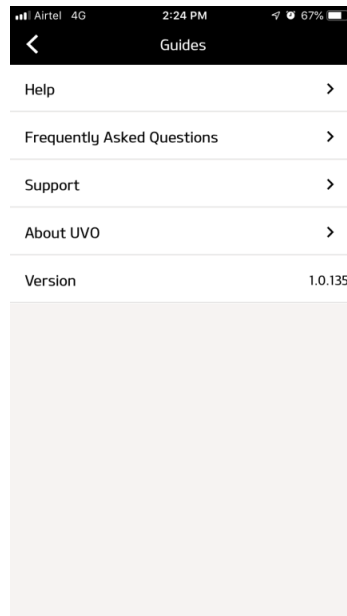 Airtel 4G 2:24 PM 67%
Guides
Help
Frequently Asked Questions
Support
About UVO
Version 1.0.135